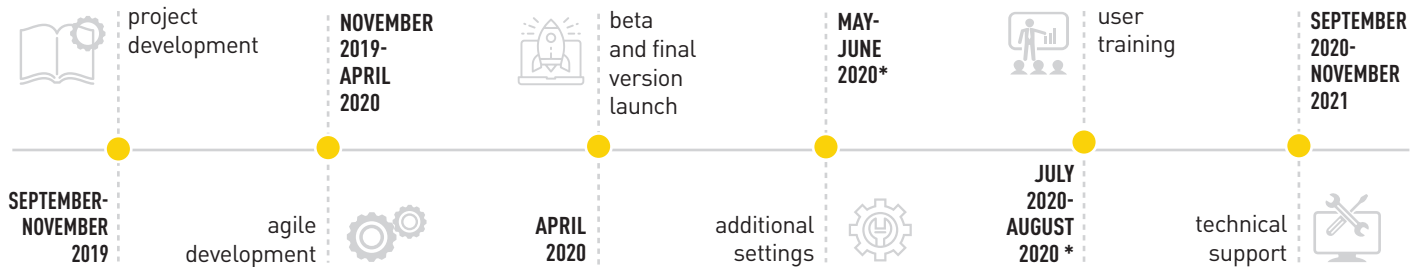 project
development
SEPTEMBER-
NOVEMBER
2019
NOVEMBER
2019-
APRIL
2020
agile
development
beta
and final
version
launch
APRIL
2020
MAY-
JUNE
2020*
additional
settings
user
training
JULY
2020-
AUGUST
2020 *
SEPTEMBER
2020-
NOVEMBER
2021
technical
support